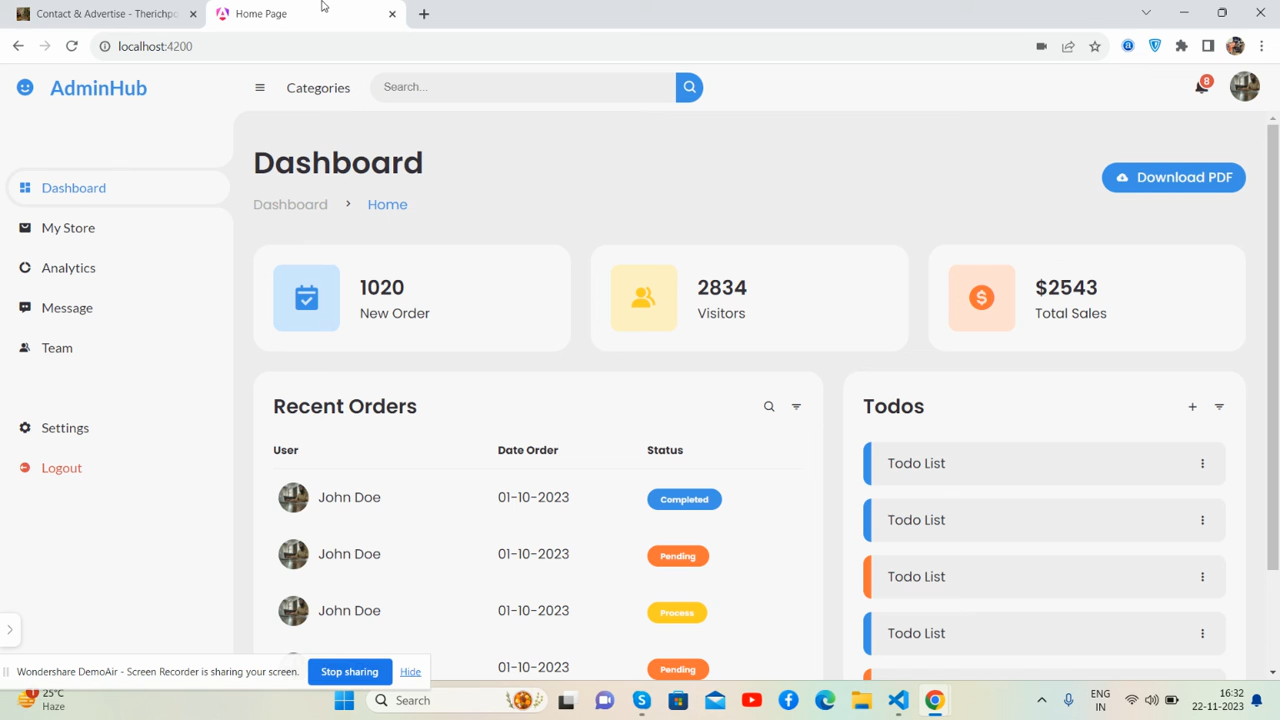 Contact & Advertise - Therichpo
Home Page
localhost:4200
AdminHub
Categories
Search...
8
Dashboard
Dashboard
Home
Download PDF
Dashboard
My Store
Analytics
Message
Team
Settings
Logout
1020
New Order
2834
Visitors
$2543
Total Sales
Recent Orders
User Date Order Status
John Doe 01-10-2023 Completed
John Doe 01-10-2023 Pending
John Doe 01-10-2023 Process
01-10-2023 Pending
Todos
Todo List
Todo List
Todo List
Todo List
Wondershare DemoAir - Screen Recorder is sharing your screen.
Stop sharing
Hide
1
25°C
Haze
Search
ENG
IN
16:32
22-11-2023